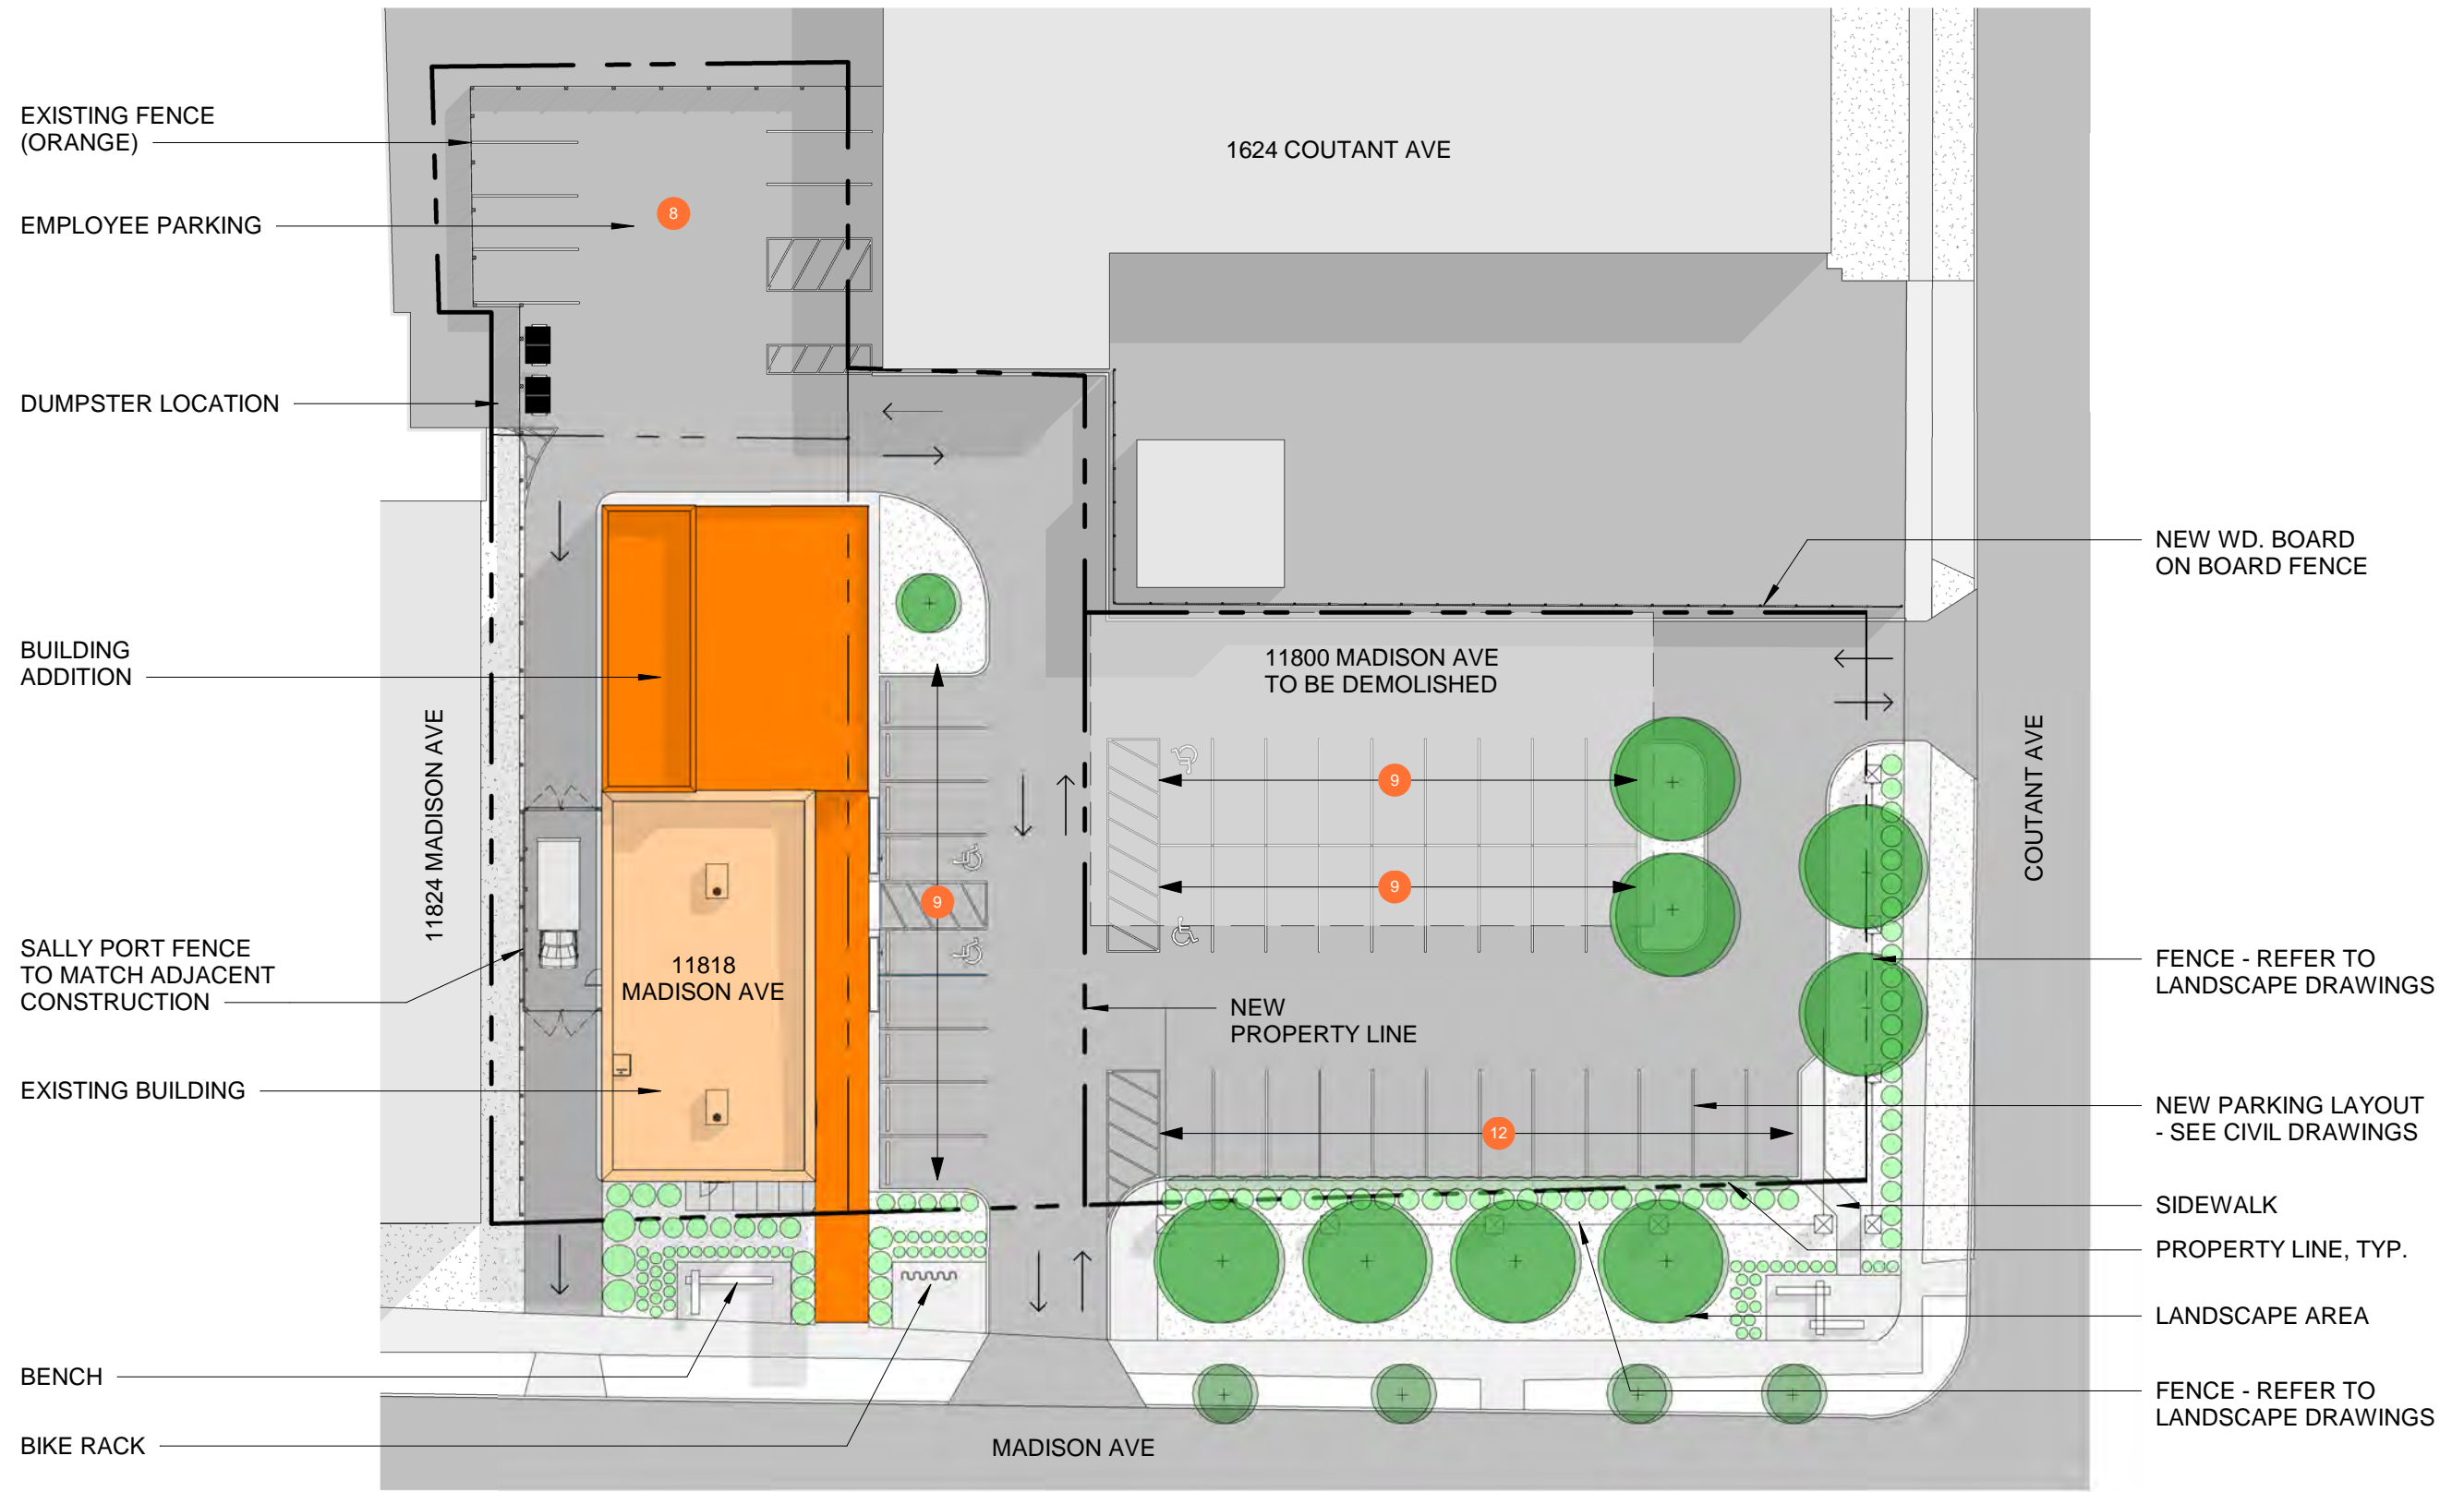 EXISTING FENCE
(ORANGE)
EMPLOYEE PARKING
DUMPSTER LOCATION
BUILDING
ADDITION
SALLY PORT FENCE
TO MATCH ADJACENT
CONSTRUCTION
EXISTING BUILDING
BENCH
BIKE RACK
1624 COUTANT AVE
8
11800 MADISON AVE
TO BE DEMOLISHED
11824 MADISON AVE
9
9
9
11818
MADISON AVE
NEW
PROPERTY LINE
12
MADISON AVE
COUTANT AVE
NEW WD. BOARD
ON BOARD FENCE
FENCE - REFER TO
LANDSCAPE DRAWINGS
NEW PARKING LAYOUT
- SEE CIVIL DRAWINGS
SIDEWALK
PROPERTY LINE, TYP.
LANDSCAPE AREA
FENCE - REFER TO
LANDSCAPE DRAWINGS